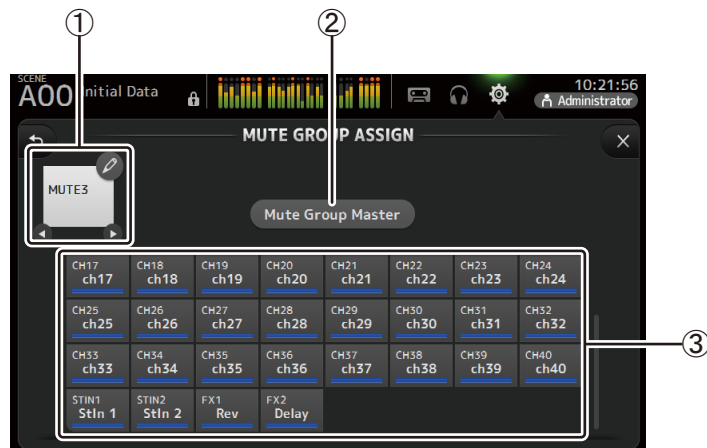 ① ②
SCENE
A00 Initial Data 10:21:56
Administrator
MUTE GROUP ASSIGN
MUTE3
Mute Group Master
CH17 CH18 CH19 CH20 CH21 CH22 CH23 CH24
ch17 ch18 ch19 ch20 ch21 ch22 ch23 ch24
CH25 CH26 CH27 CH28 CH29 CH30 CH31 CH32
ch25 ch26 ch27 ch28 ch29 ch30 ch31 ch32
③
CH33 CH34 CH35 CH36 CH37 CH38 CH39 CH40
ch33 ch34 ch35 ch36 ch37 ch38 ch39 ch40
STIN1 STIN2 FX1 FX2
StIn 1 StIn 2 Rev Delay